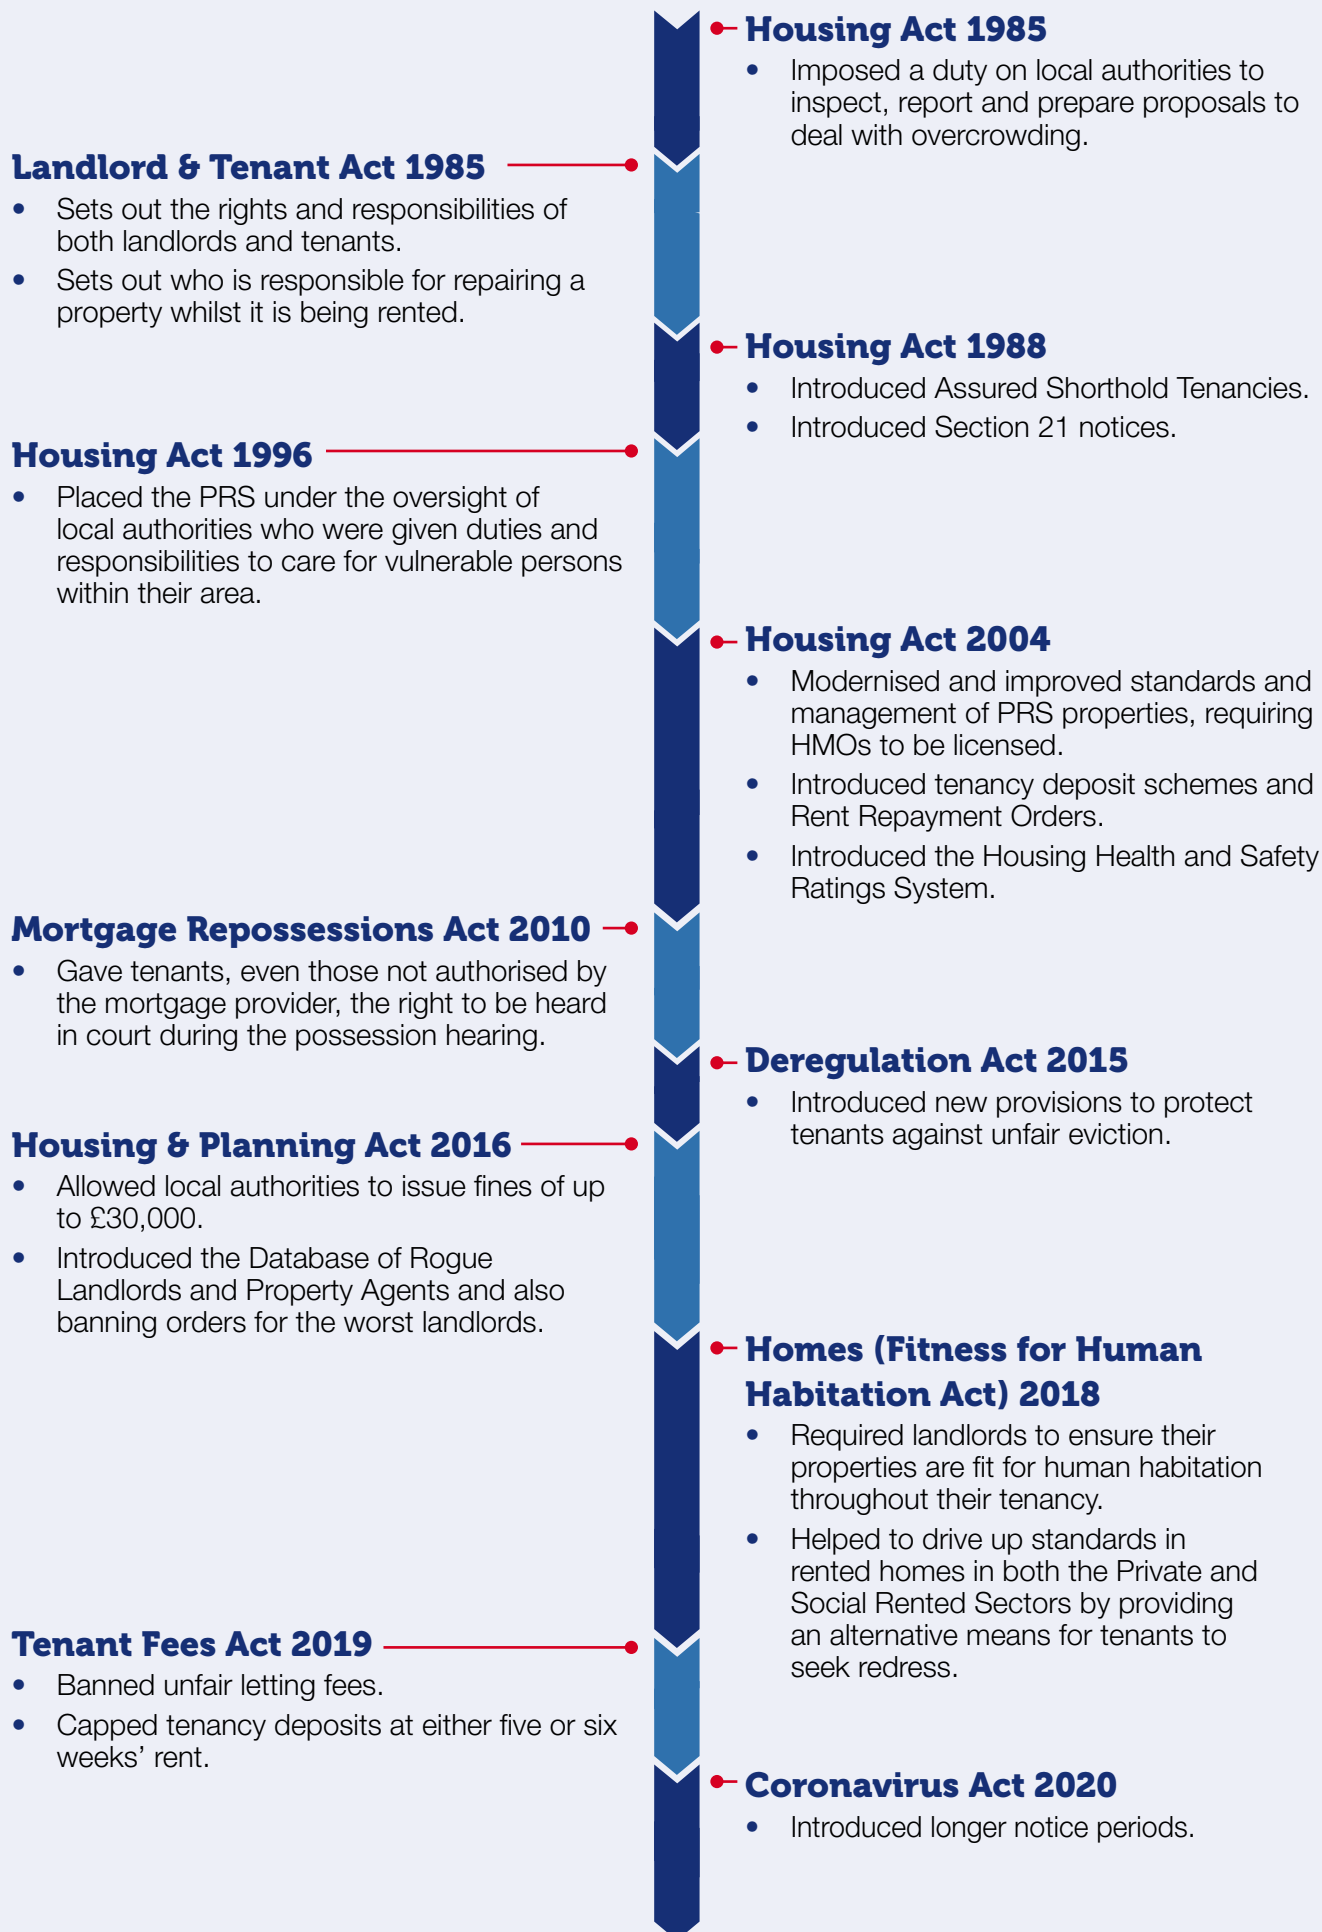 Housing Act 1985
• Imposed a duty on local authorities to
inspect, report and prepare proposals to
deal with overcrowding.
Landlord & Tenant Act 1985
• Sets out the rights and responsibilities of
both landlords and tenants.
• Sets out who is responsible for repairing a
property whilst it is being rented.
Housing Act 1988
• Introduced Assured Shorthold Tenancies.
• Introduced Section 21 notices.
Housing Act 1996
• Placed the PRS under the oversight of
local authorities who were given duties and
responsibilities to care for vulnerable persons
within their area.
Housing Act 2004
• Modernised and improved standards and
management of PRS properties, requiring
HMOs to be licensed.
• Introduced tenancy deposit schemes and
Rent Repayment Orders.
• Introduced the Housing Health and Safety
Ratings System.
Mortgage Repossessions Act 2010
• Gave tenants, even those not authorised by
the mortgage provider, the right to be heard
in court during the possession hearing.
Deregulation Act 2015
• Introduced new provisions to protect
tenants against unfair eviction.
Housing & Planning Act 2016
• Allowed local authorities to issue fines of up
to £30,000.
• Introduced the Database of Rogue
Landlords and Property Agents and also
banning orders for the worst landlords.
Homes (Fitness for Human
Habitation Act) 2018
• Required landlords to ensure their
properties are fit for human habitation
throughout their tenancy.
• Helped to drive up standards in
rented homes in both the Private and
Social Rented Sectors by providing
an alternative means for tenants to
seek redress.
Tenant Fees Act 2019
• Banned unfair letting fees.
• Capped tenancy deposits at either five or six
weeks’ rent.
Coronavirus Act 2020
• Introduced longer notice periods.